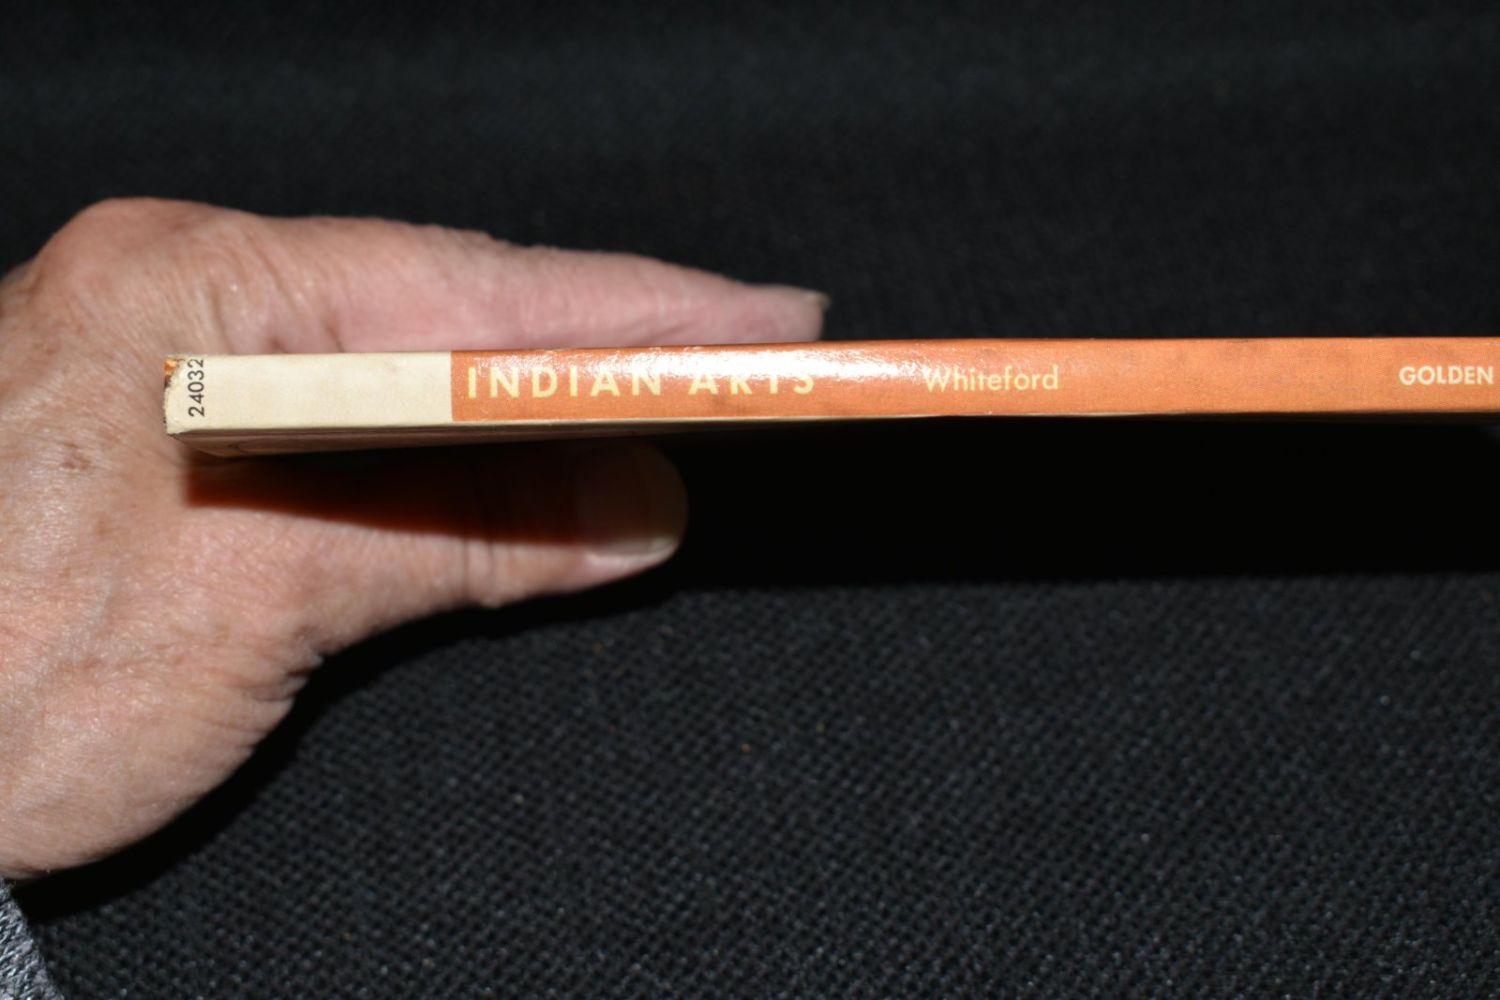 24032
INDIAN ARTS Whiteford GOLDEN